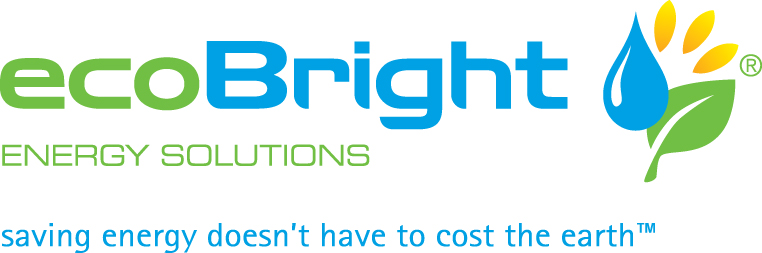 ecoBright®
ENERGY SOLUTIONS
saving energy doesn't have to cost the earth™